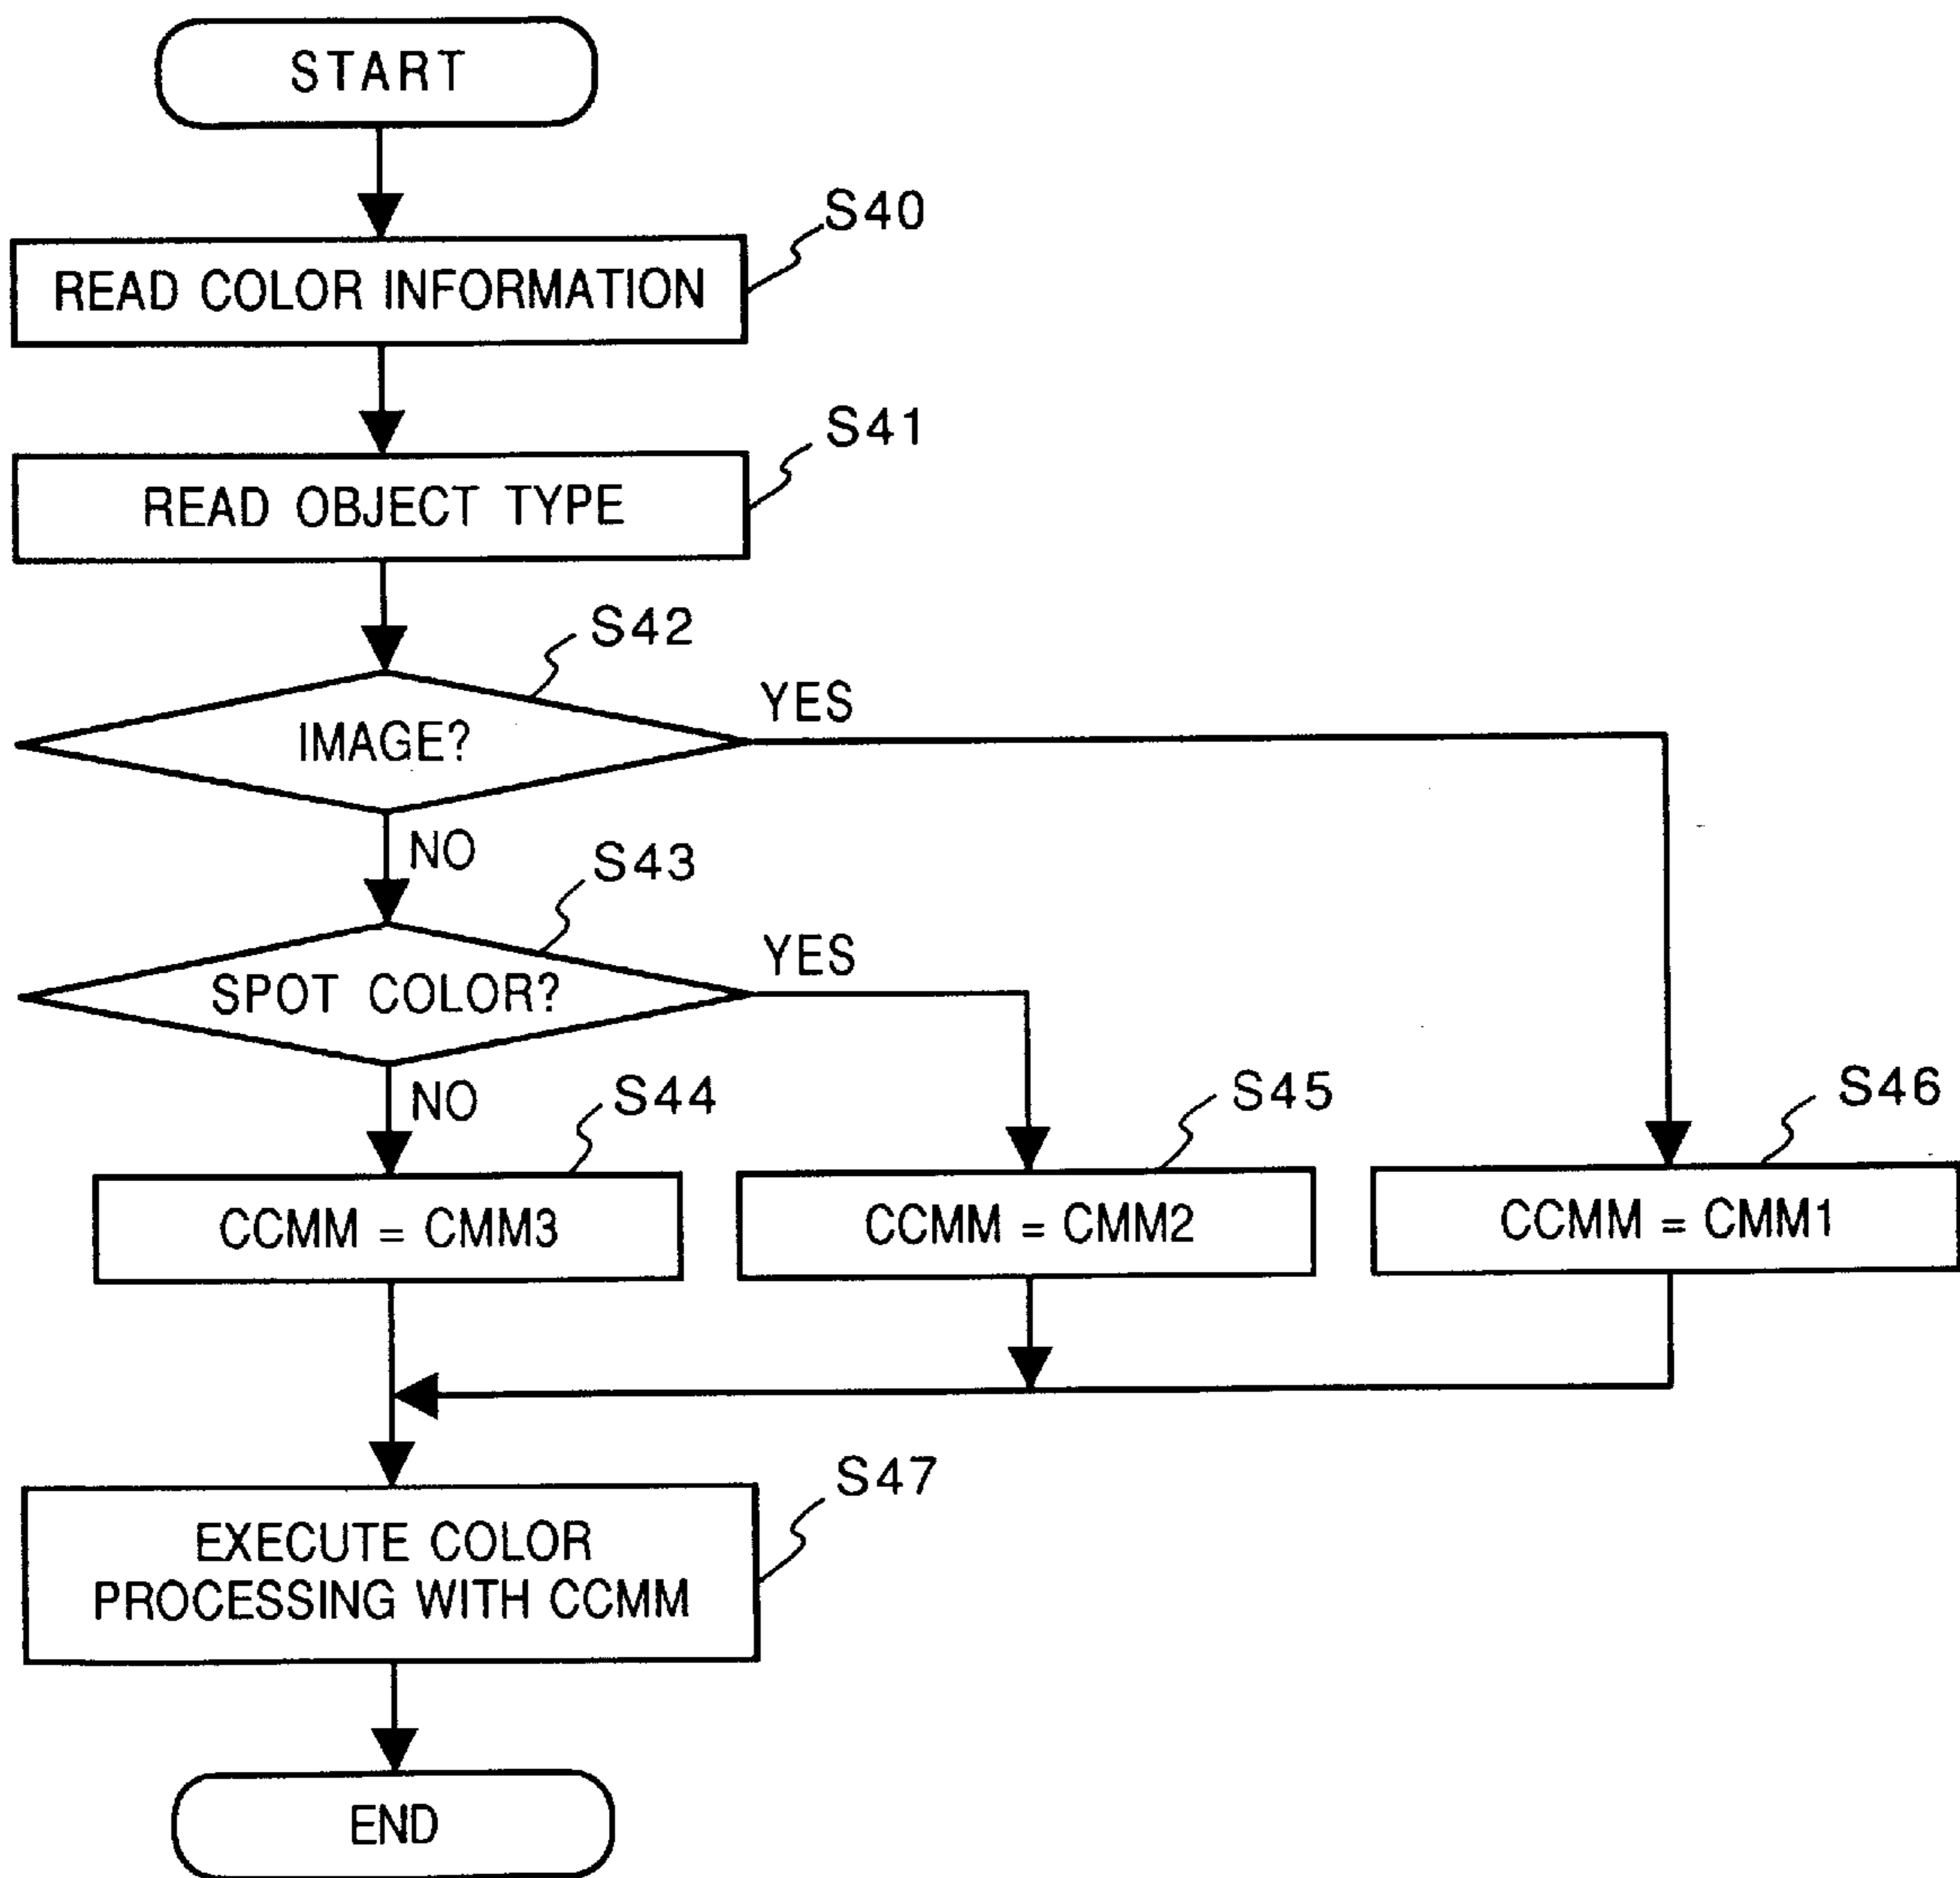 START
S40
READ COLOR INFORMATION
S41
READ OBJECT TYPE
S42
IMAGE?
YES
NO
S43
SPOT COLOR?
YES
NO
S44
S45
S46
CCMM = CMM3
CCMM = CMM2
CCMM = CMM1
S47
EXECUTE COLOR
PROCESSING WITH CCMM
END